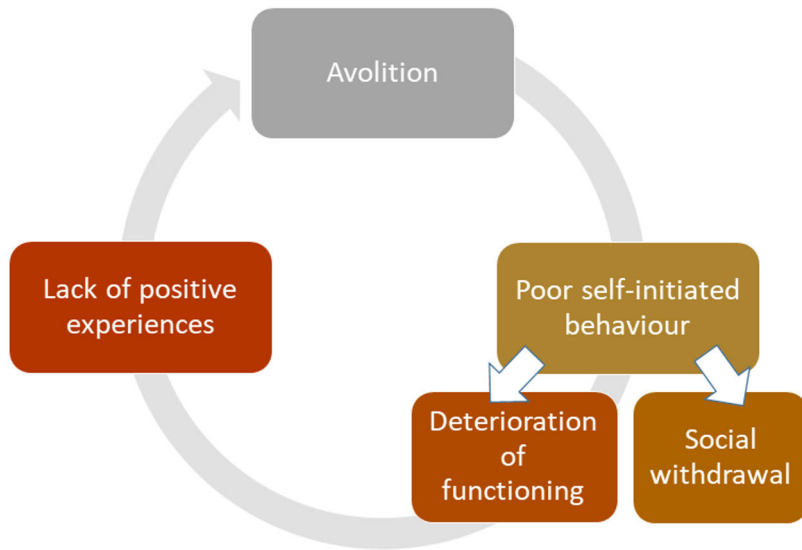 Avolition
Lack of positive
experiences
Poor self-initiated
behaviour
Deterioration
of
functioning
Social
withdrawal